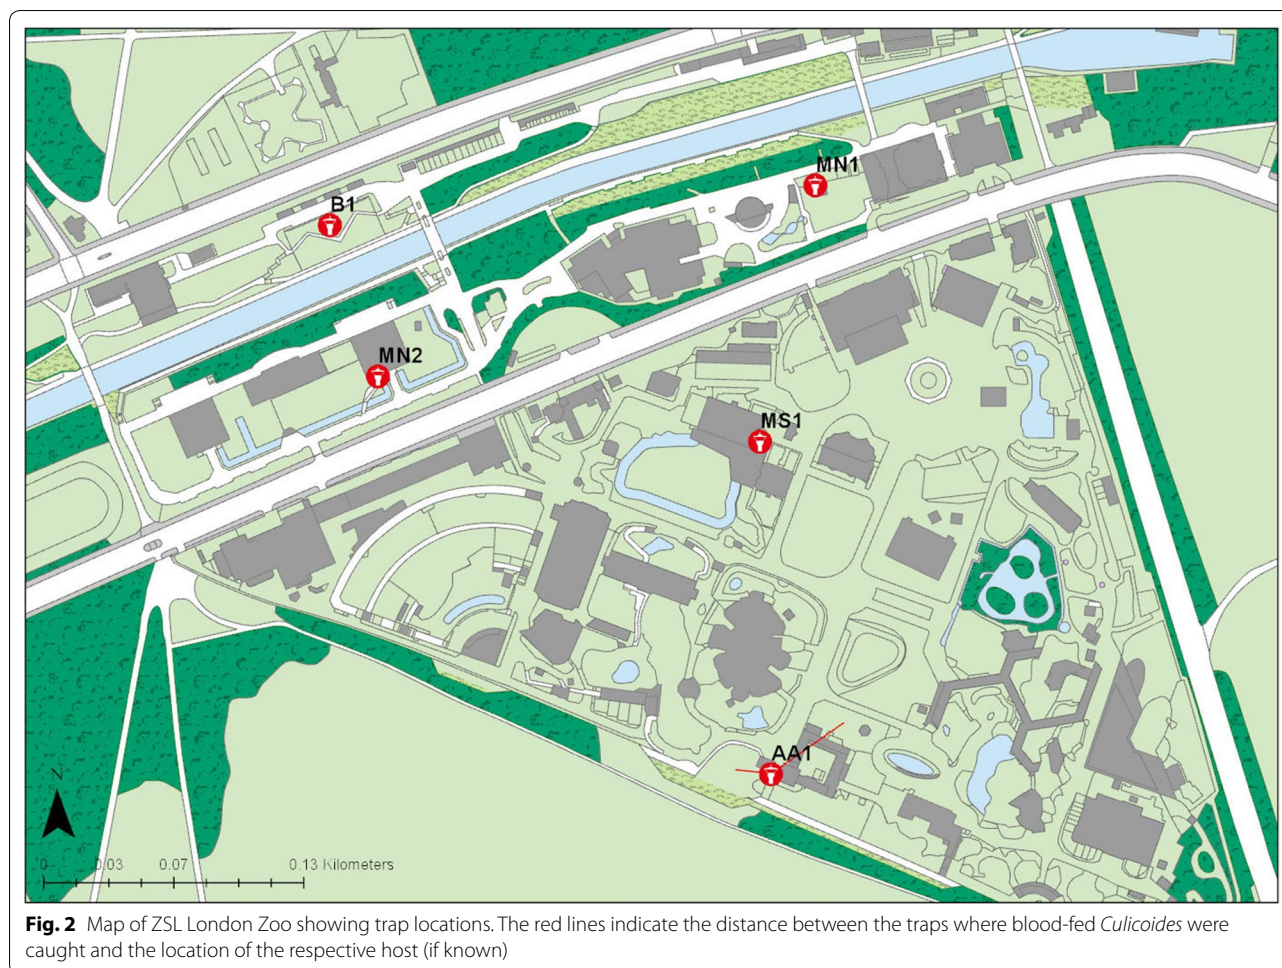 MN1
B1
MN2
MS1
AA1
N
0 0.03 0.07 0.13 Kilometers
Fig. 2 Map of ZSL London Zoo showing trap locations. The red lines indicate the distance between the traps where blood-fed Culicoides were
caught and the location of the respective host (if known)